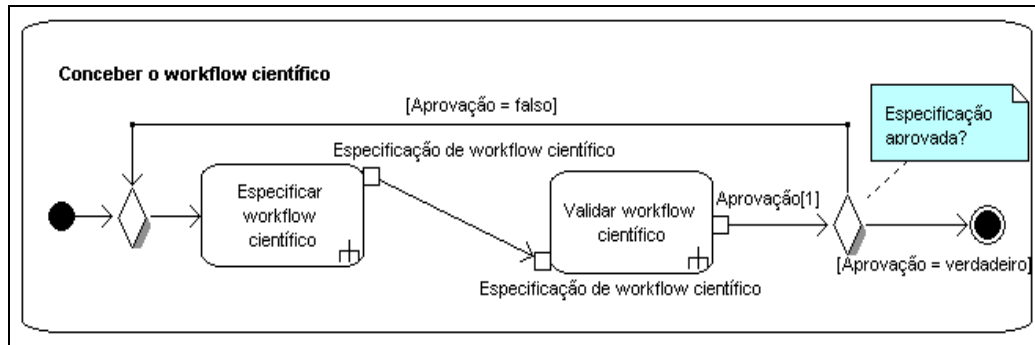 Conceber o workflow científico
[Aprovação = falso]
Especificação
aprovada?
Especificação de workflow científico
Especificar
workflow
científico
Validar workflow
científico
Aprovação[1]
[Aprovação = verdadeiro]
Especificação de workflow científico